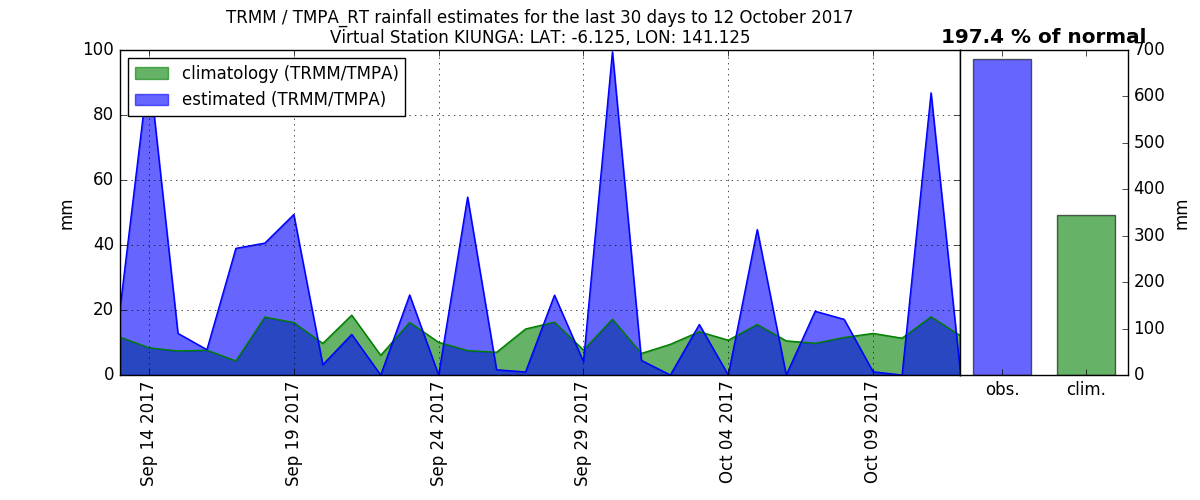 TRMM / TMPA_RT rainfall estimates for the last 30 days to 12 October 2017
Virtual Station KIUNGA: LAT: -6.125, LON: 141.125
197.4 % of normal
climatology (TRMM/TMPA)
estimated (TRMM/TMPA)
100
80
60
40
20
0
mm
Sep 14 2017
Sep 19 2017
Sep 24 2017
Sep 29 2017
Oct 04 2017
Oct 09 2017
obs.
clim.
700
600
500
400
300
200
100
0
mm